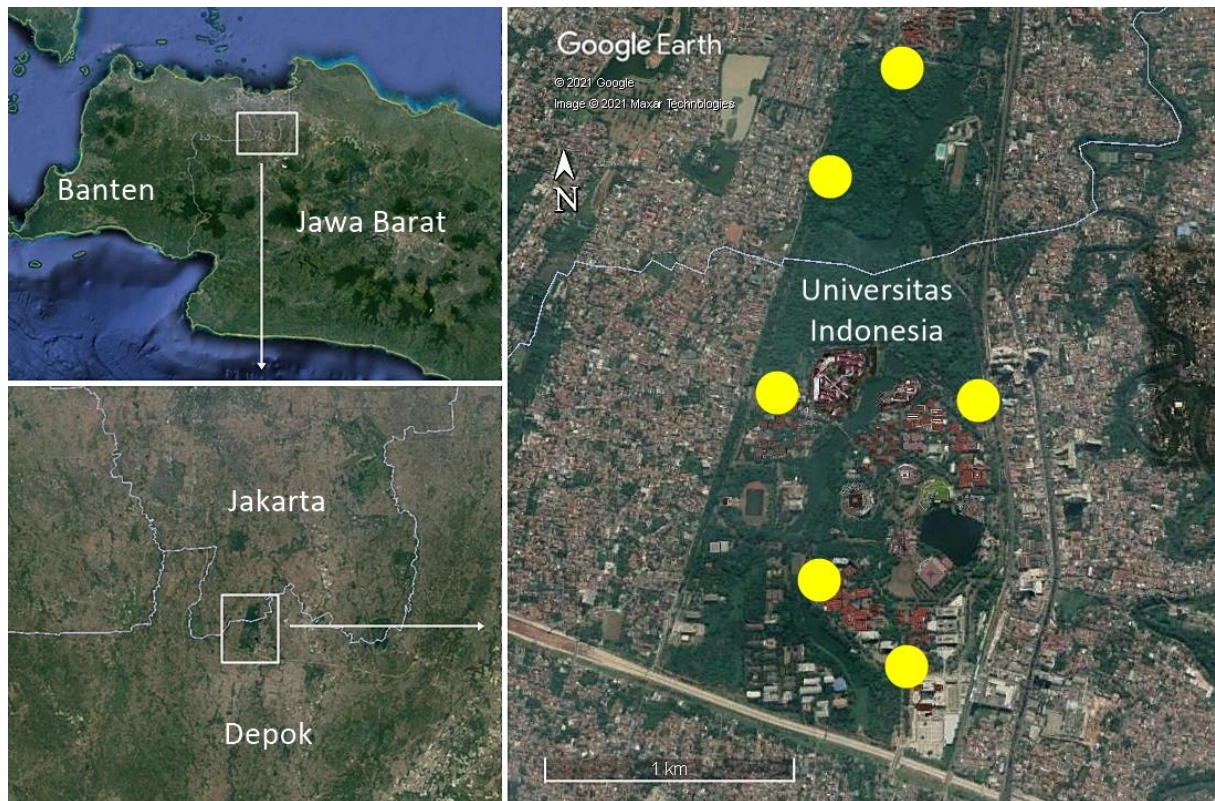 Banten
Jawa Barat
Jakarta
Depok
Google Earth
© 2021 Google
Image © 2021 Maxar Technologies
N
Universitas
Indonesia
1 km